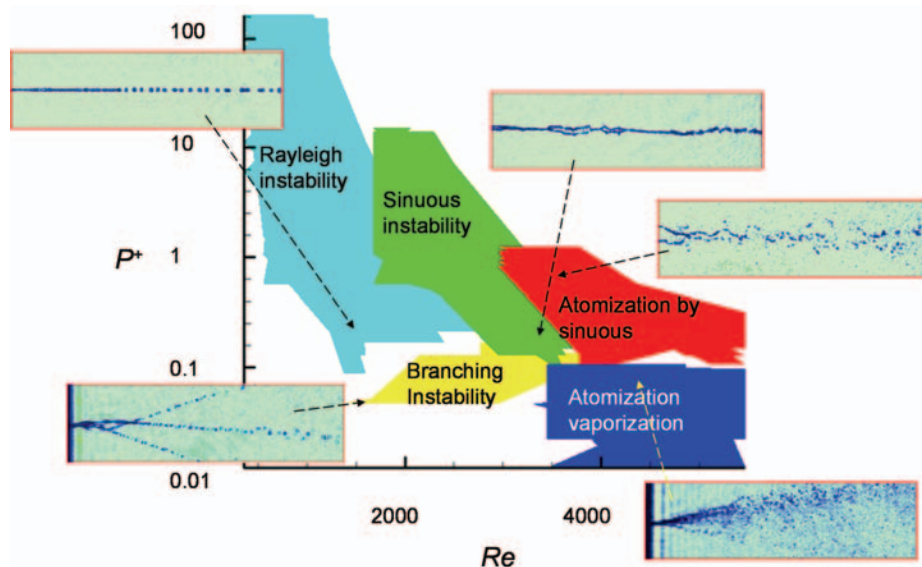 100
10
1
0.1
0.01
P⁺
Rayleigh
instability
Sinuous
instability
Atomization by
sinuous
Branching
Instability
Atomization
vaporization
2000
4000
Re